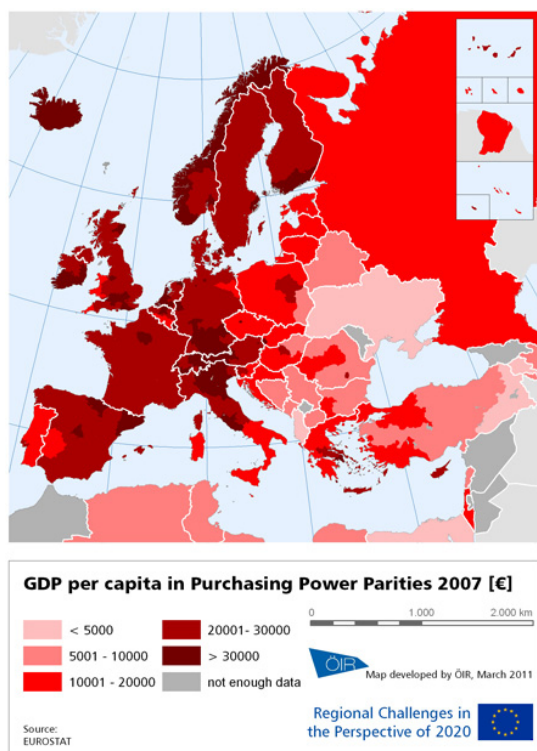 GDP per capita in Purchasing Power Parities 2007 [€]
< 5000
5001 - 10000
10001 - 20000
20001- 30000
> 30000
not enough data
0 1.000 2.000 km
ÖIR
Map developed by ÖIR, March 2011
Regional Challenges in
the Perspective of 2020
Source:
EUROSTAT